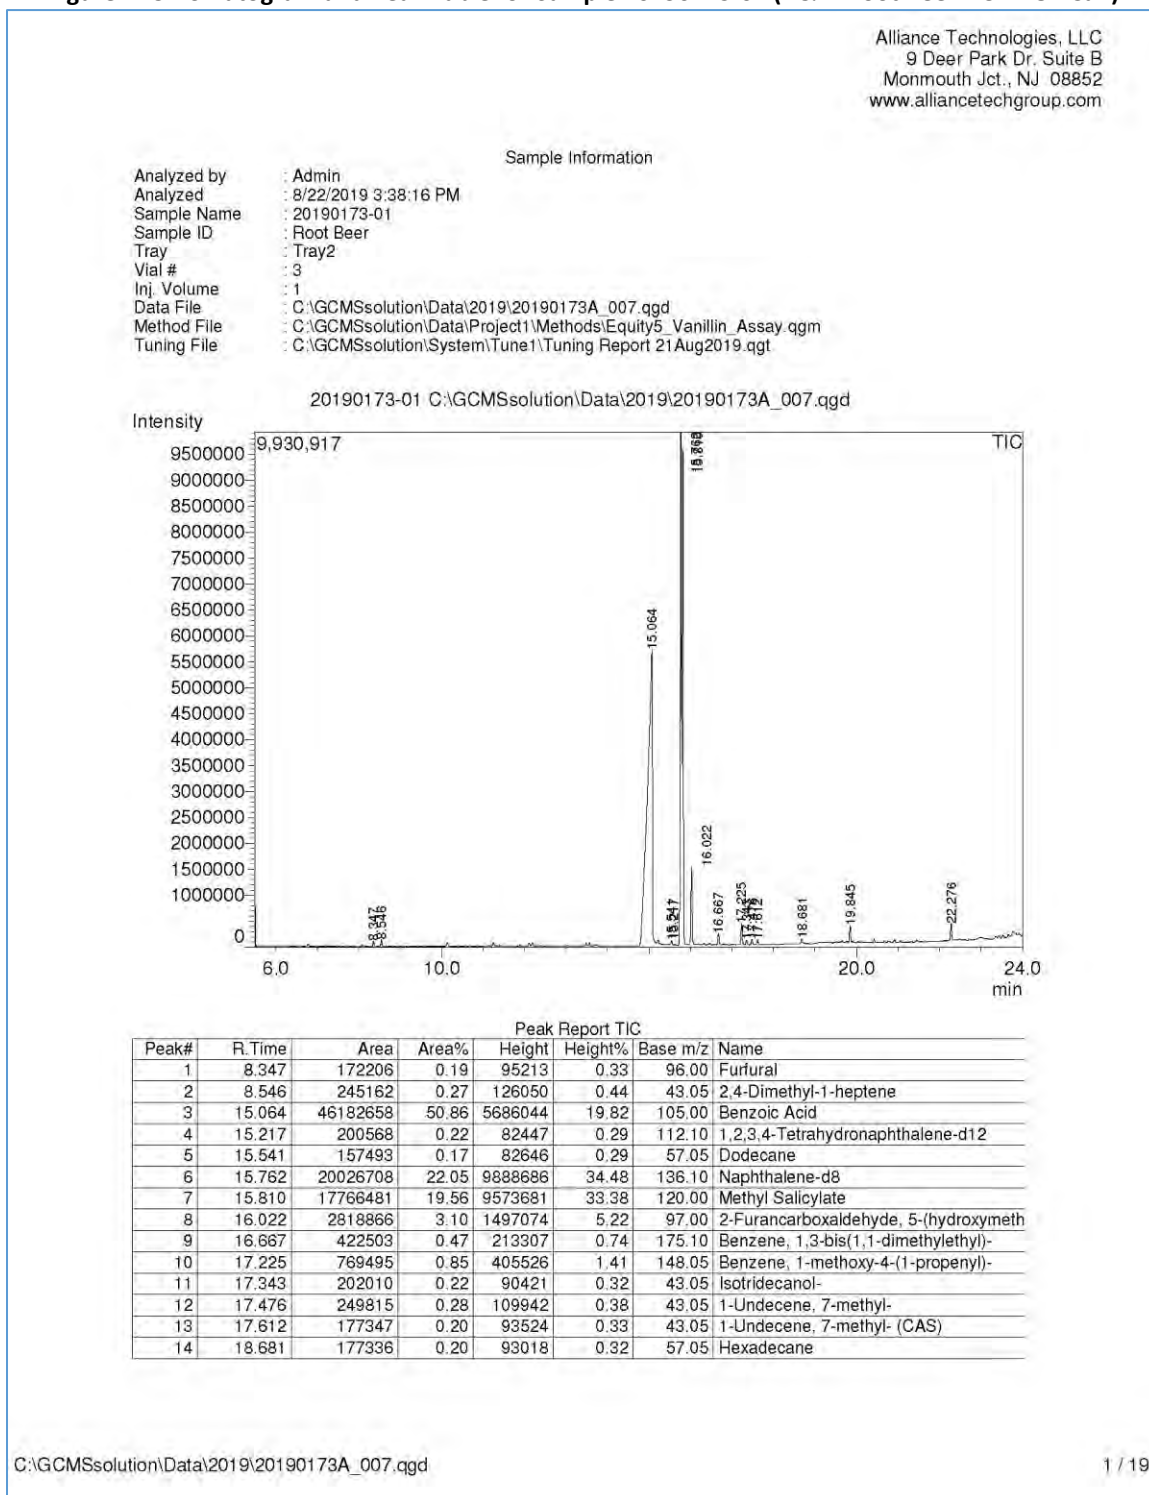 Alliance Technologies, LLC
9 Deer Park Dr. Suite B
Monmouth Jct., NJ 08852
www.alliancetechgroup.com
Sample Information
Analyzed by : Admin
Analyzed : 8/22/2019 3:38:16 PM
Sample Name : 20190173-01
Sample ID : Root Beer
Tray : Tray2
Vial # : 3
Inj. Volume : 1
Data File : C:\GCMSsolution\Data\2019\20190173A_007.qgd
Method File : C:\GCMSsolution\Data\Project1\Methods\Equity5_Vanillin_Assay.qgm
Tuning File : C:\GCMSsolution\System\Tune1\Tuning Report 21Aug2019.qgt
20190173-01 C:\GCMSsolution\Data\2019\20190173A_007.qgd
Intensity
9,930,917 TIC
9500000
9000000
8500000
8000000
7500000
7000000
6500000
6000000
5500000
5000000
4500000
4000000
3500000
3000000
2500000
2000000
1500000
1000000
0
8.347
8.546
15.064
16.022
16.667
17.225
17.612
18.681
19.845
22.276
6.0 10.0 20.0 24.0
min
Peak Report TIC
Peak# R.Time Area Area% Height Height% Base m/z Name
1 8.347 172206 0.19 95213 0.33 96.00 Furfural
2 8.546 245162 0.27 126050 0.44 43.05 2,4-Dimethyl-1-heptene
3 15.064 46182658 50.86 5686044 19.82 105.00 Benzoic Acid
4 15.217 200568 0.22 82447 0.29 112.10 1,2,3,4-Tetrahydronaphthalene-d12
5 15.541 157493 0.17 82646 0.29 57.05 Dodecane
6 15.762 20026708 22.05 9888686 34.48 136.10 Naphthalene-d8
7 15.810 17766481 19.56 9573681 33.38 120.00 Methyl Salicylate
8 16.022 2818866 3.10 1497074 5.22 97.00 2-Furancarboxaldehyde, 5-(hydroxymeth
9 16.667 422503 0.47 213307 0.74 175.10 Benzene, 1,3-bis(1,1-dimethylethyl)-
10 17.225 769495 0.85 405526 1.41 148.05 Benzene, 1-methoxy-4-(1-propenyl)-
11 17.343 202010 0.22 90421 0.32 43.05 Isotridecanol-
12 17.476 249815 0.28 109942 0.38 43.05 1-Undecene, 7-methyl-
13 17.612 177347 0.20 93524 0.33 43.05 1-Undecene, 7-methyl- (CAS)
14 18.681 177336 0.20 93018 0.32 57.05 Hexadecane
C:\GCMSsolution\Data\2019\20190173A_007.qgd 1 / 19